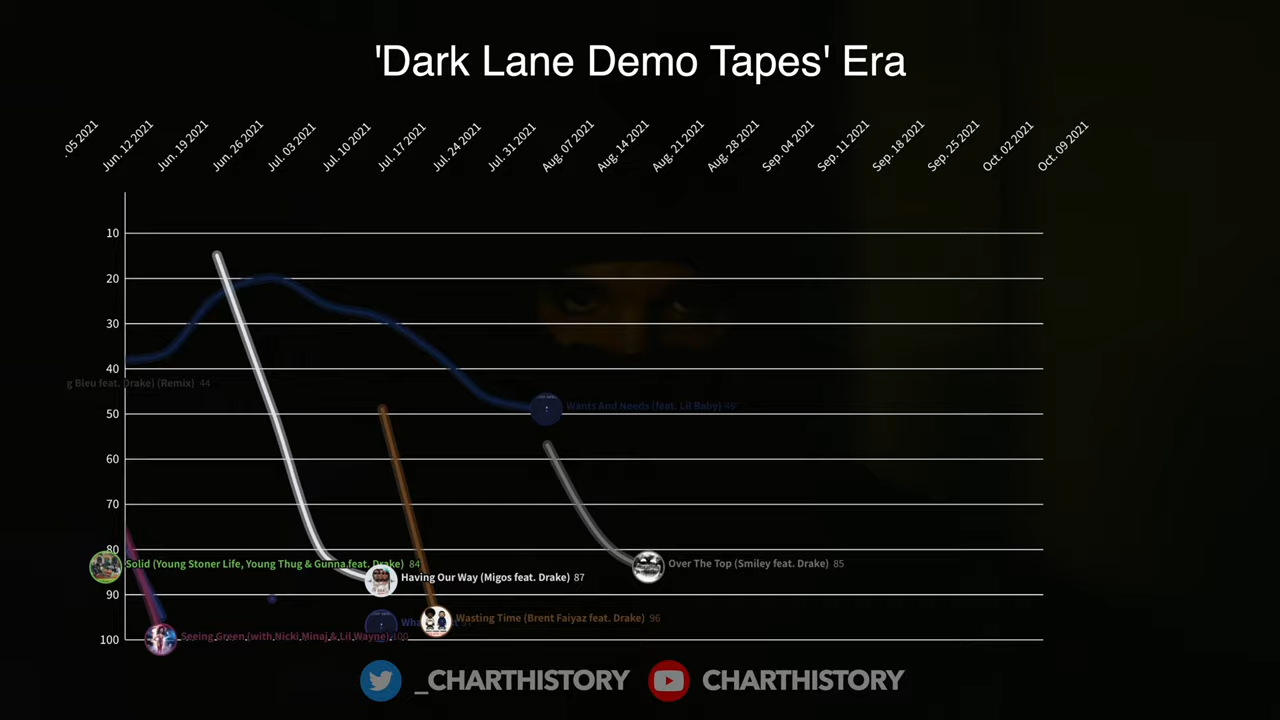 'Dark Lane Demo Tapes' Era
. 05 2021
Jun. 12 2021
Jun. 19 2021
Jun. 26 2021
Jul. 03 2021
Jul. 10 2021
Jul. 17 2021
Jul. 24 2021
Jul. 31 2021
Aug. 07 2021
Aug. 14 2021
Aug. 21 2021
Aug. 28 2021
Sep. 04 2021
Sep. 11 2021
Sep. 18 2021
Sep. 25 2021
Oct. 02 2021
Oct. 09 2021
10
20
30
40
g Bleu feat. Drake) (Remix) 44
Wants And Needs (feat. Lil Baby) 49
50
60
70
80
Solid (Young Stoner Life, Young Thug & Gunna feat. Drake) 84
Over The Top (Smiley feat. Drake) 85
Having Our Way (Migos feat. Drake) 87
90
Wasting Time (Brent Faiyaz feat. Drake) 96
Seeing Green (with Nicki Minaj & Lil Wayne) 100
100
_CHARTHISTORY
CHARTHISTORY